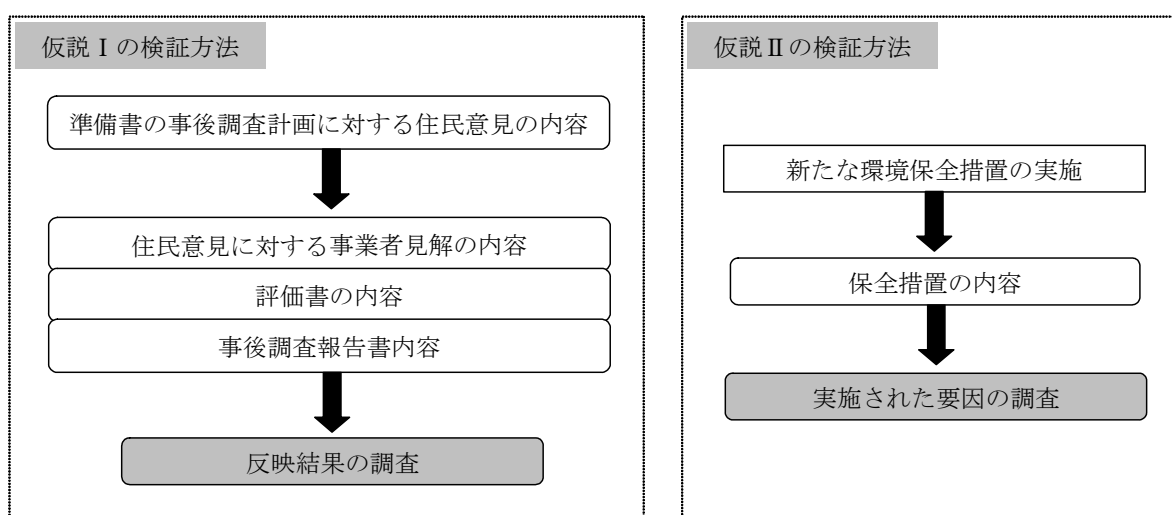 仮説Ⅰの検証方法
準備書の事後調査計画に対する住民意見の内容
住民意見に対する事業者見解の内容
評価書の内容
事後調査報告書内容
反映結果の調査
仮説Ⅱの検証方法
新たな環境保全措置の実施
保全措置の内容
実施された要因の調査